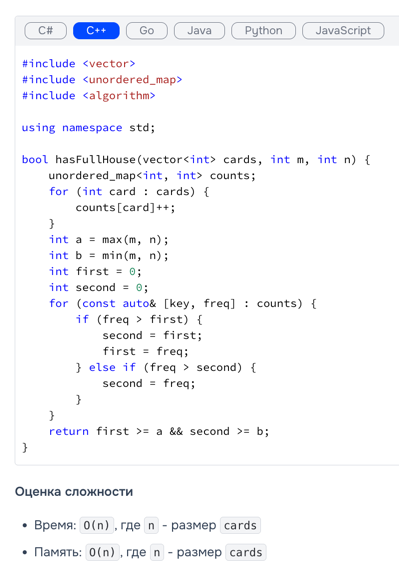 C# C++ Go Java Python JavaScript
#include <vector>
#include <unordered_map>
#include <algorithm>
using namespace std;
bool hasFullHouse(vector<int> cards, int m, int n) {
    unordered_map<int, int> counts;
    for (int card : cards) {
        counts[card]++;
    }
    int a = max(m, n);
    int b = min(m, n);
    int first = 0;
    int second = 0;
    for (const auto& [key, freq] : counts) {
        if (freq > first) {
            second = first;
            first = freq;
        } else if (freq > second) {
            second = freq;
        }
    }
    return first >= a && second >= b;
}
Оценка сложности
• Время: O(n), где n - размер cards
• Память: O(n), где n - размер cards